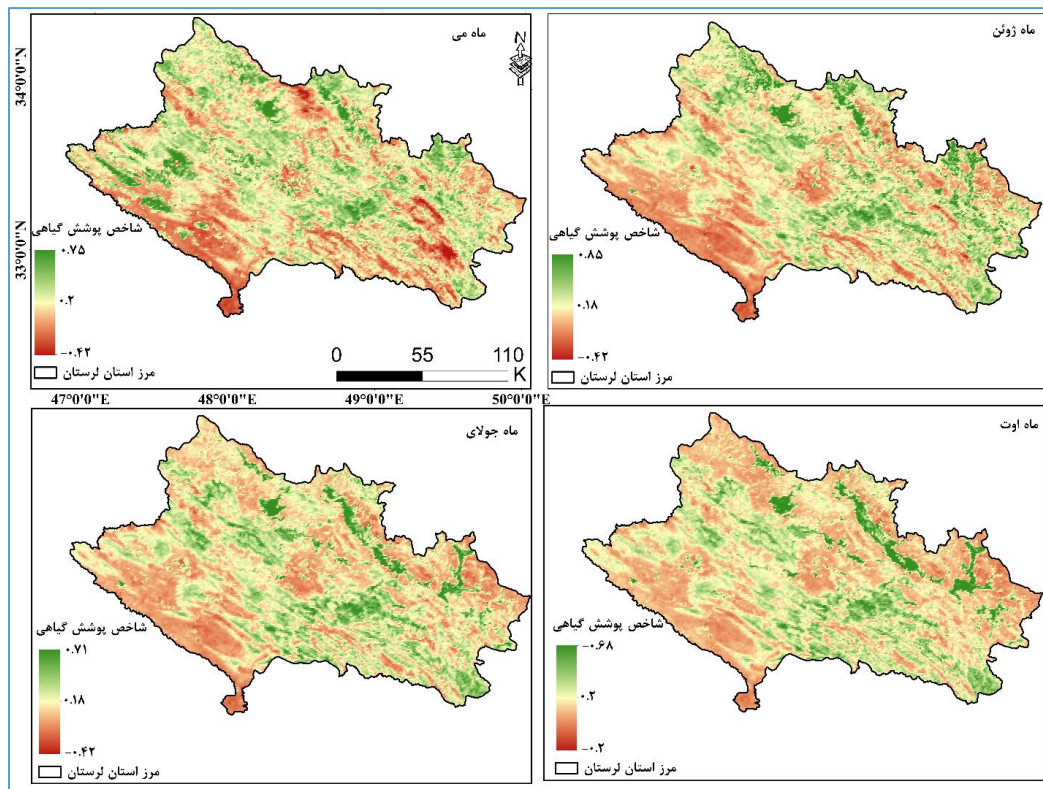 ماه می
N
34°0'0"N
33°0'0"N
شاخص پوشش گیاهی
۰.۷۵
۰.۲
-۰.۴۲
مرز استان لرستان
0 55 110
K
47°0'0"E 48°0'0"E 49°0'0"E 50°0'0"E
ماه ژوئن
شاخص پوشش گیاهی
۰.۸۵
۰.۱۸
-۰.۴۲
مرز استان لرستان
ماه جولای
شاخص پوشش گیاهی
۰.۷۱
۰.۱۸
-۰.۴۲
مرز استان لرستان
ماه اوت
شاخص پوشش گیاهی
-۰.۶۸
۰.۲
-۰.۲
مرز استان لرستان